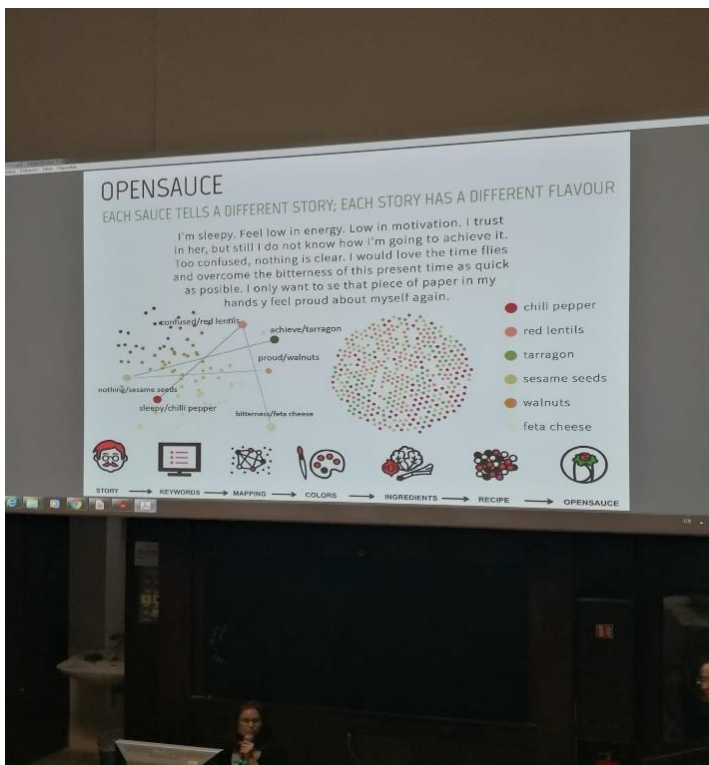 OPENSAUCE
EACH SAUCE TELLS A DIFFERENT STORY; EACH STORY HAS A DIFFERENT FLAVOUR
I'm sleepy. Feel low in energy. Low in motivation. I trust
in her, but still I do not know how I'm going to achieve it.
Too confused, nothing is clear. I would love the time flies
and overcome the bitterness of this present time as quick
as posible. I only want to se that piece of paper in my
hands y feel proud about myself again.
confused/red lentils
achieve/tarragon
proud/walnuts
nothing/sesame seeds
sleepy/chilli pepper
bitterness/feta cheese
chili pepper
red lentils
tarragon
sesame seeds
walnuts
feta cheese
STORY
KEYWORDS
MAPPING
COLORS
INGREDIENTS
RECIPE
OPENSAUCE
CS